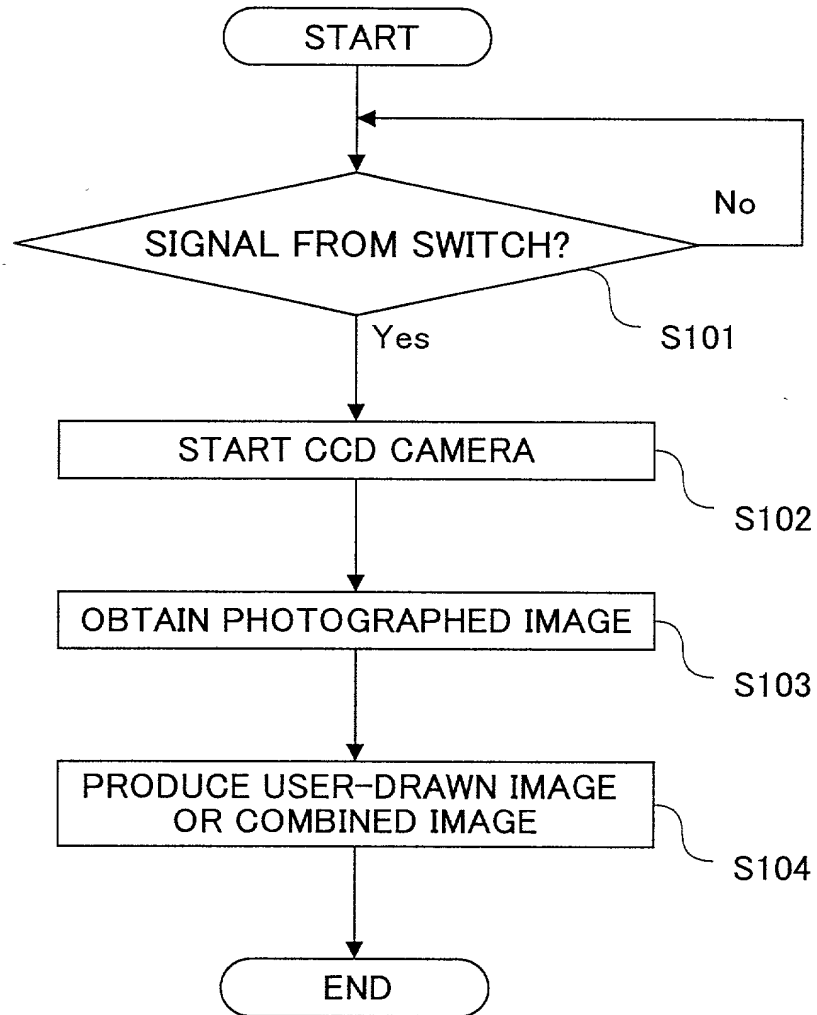 START
No
SIGNAL FROM SWITCH?
S101
Yes
START CCD CAMERA
S102
OBTAIN PHOTOGRAPHED IMAGE
S103
PRODUCE USER-DRAWN IMAGE
OR COMBINED IMAGE
S104
END